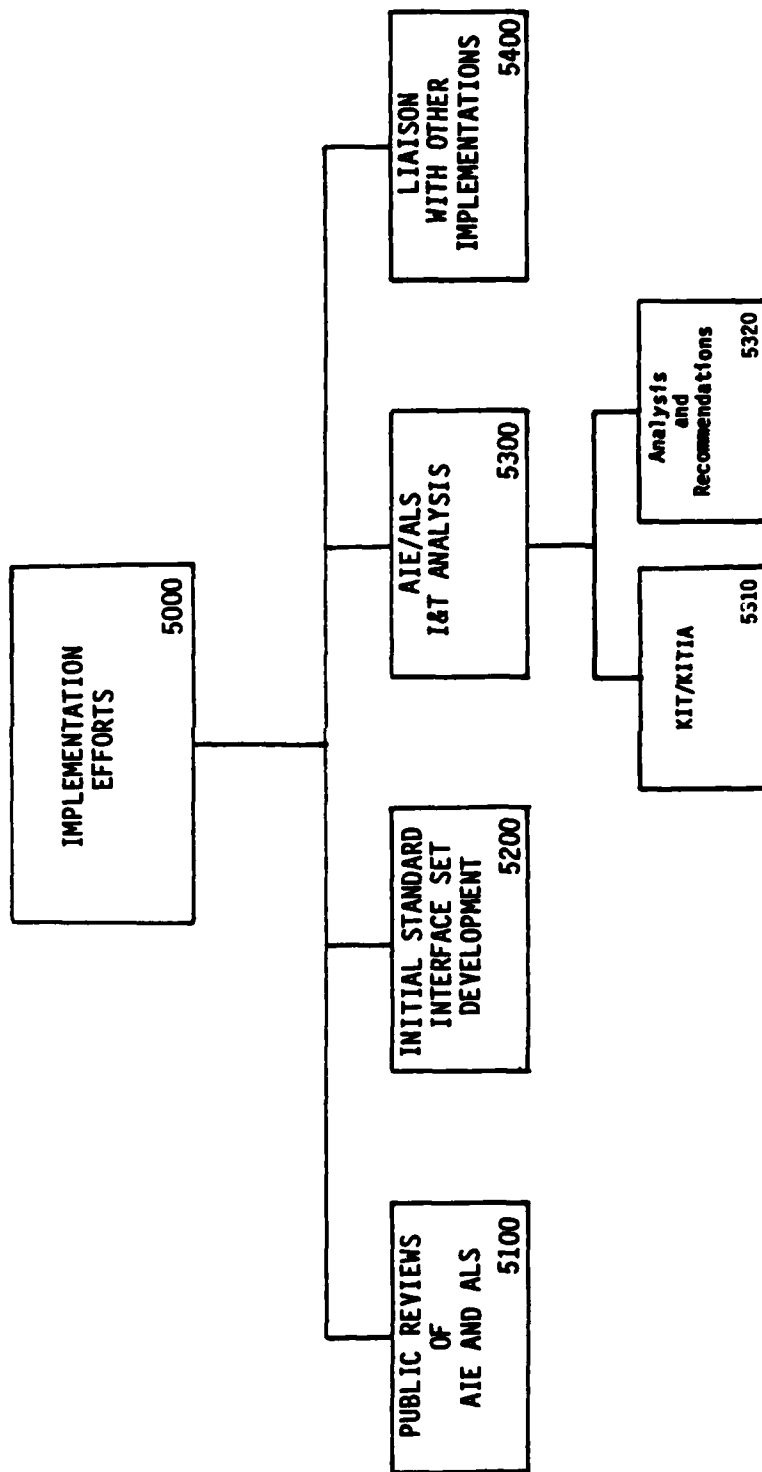 IMPLEMENTATION
EFFORTS
5000
PUBLIC REVIEWS
OF
AIE AND ALS
5100
INITIAL STANDARD
INTERFACE SET
DEVELOPMENT
5200
AIE/ALS
I&T ANALYSIS
5300
LIAISON
WITH OTHER
IMPLEMENTATIONS
5400
KIT/KITIA
5310
Analysis
and
Recommendations
5320